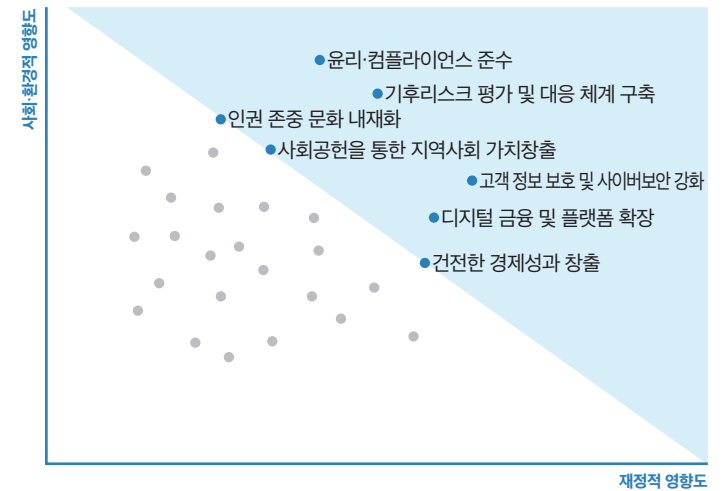 사회·환경적 영향도
윤리·컴플라이언스 준수
기후리스크 평가 및 대응 체계 구축
인권 존중 문화 내재화
사회공헌을 통한 지역사회 가치창출
고객 정보 보호 및 사이버보안 강화
디지털 금융 및 플랫폼 확장
건전한 경제성과 창출
재정적 영향도